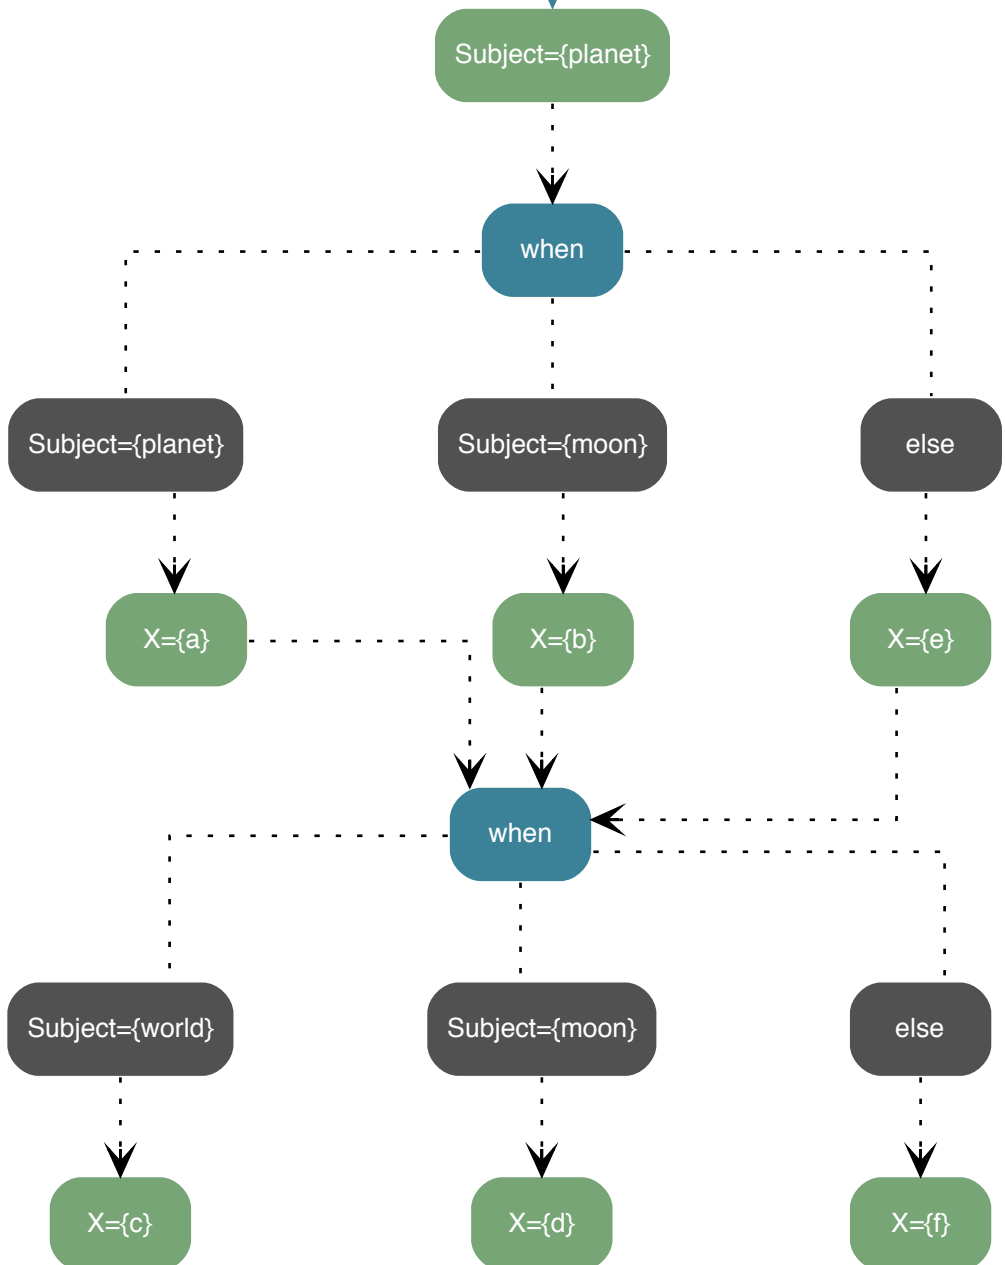 Subject={planet}
when
Subject={planet}
Subject={moon}
else
X={a}
X={b}
X={e}
when
Subject={world}
Subject={moon}
else
X={c}
X={d}
X={f}